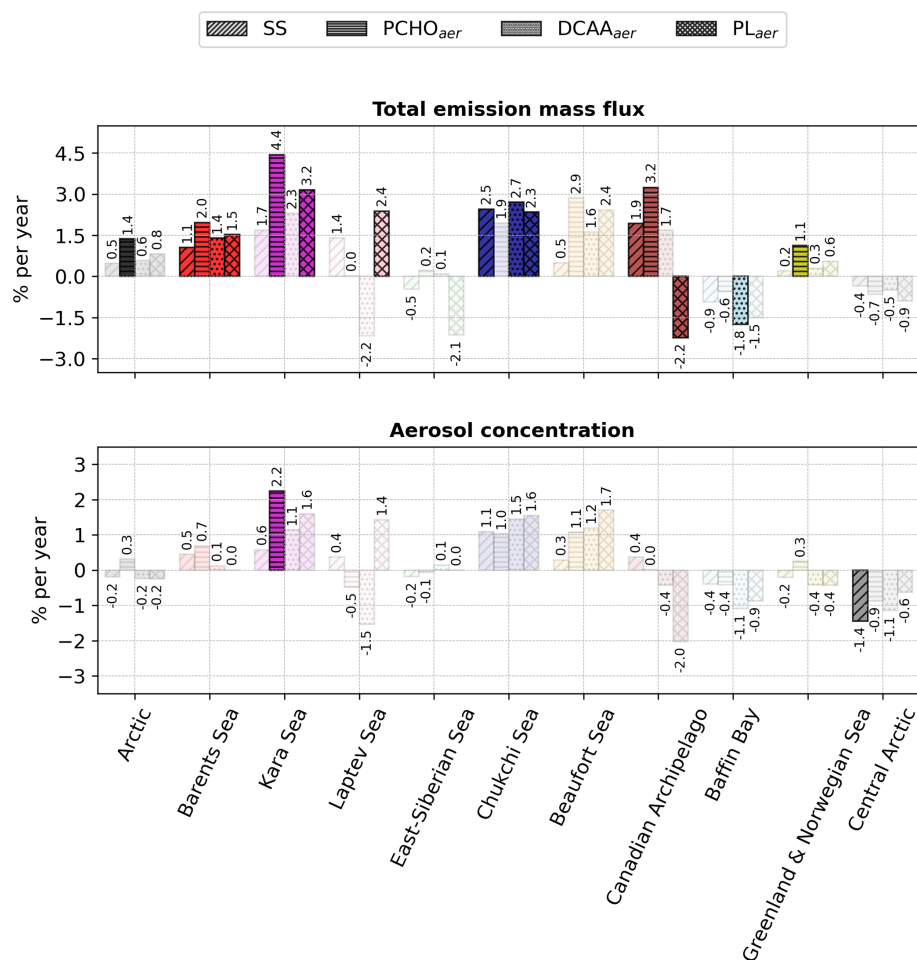 SS PCHOaer DCAAaer PLaer
Total emission mass flux
% per year
4.5
3.0
1.5
0.0
−1.5
−3.0
0.5 1.4 0.6 0.8
1.1 2.0 1.4 1.5
1.7 4.4 2.3 3.2
1.4 0.0 -2.2 2.4
-0.5 0.2 0.1 -2.1
2.5 1.9 2.7 2.3
0.5 2.9 1.6 2.4
1.9 3.2 1.7 -2.2
-0.9 -0.6 -1.8 -1.5
0.2 1.1 0.3 0.6
-0.4 -0.7 -0.5 -0.9
Aerosol concentration
% per year
3
2
1
0
−1
−2
−3
-0.2 0.3 -0.2 -0.2
0.5 0.7 0.1 0.0
0.6 2.2 1.1 1.6
0.4 -0.5 -1.5 1.4
-0.2 -0.1 0.1 0.0
1.1 1.0 1.5 1.6
0.3 1.1 1.2 1.7
0.4 0.0 -0.4 -2.0
-0.4 -0.4 -1.1 -0.9
-0.2 0.3 -0.4 -0.4
-1.4 -0.9 -1.1 -0.6
Arctic
Barents Sea
Kara Sea
Laptev Sea
East-Siberian Sea
Chukchi Sea
Beaufort Sea
Canadian Archipelago
Baffin Bay
Greenland & Norwegian Sea
Central Arctic